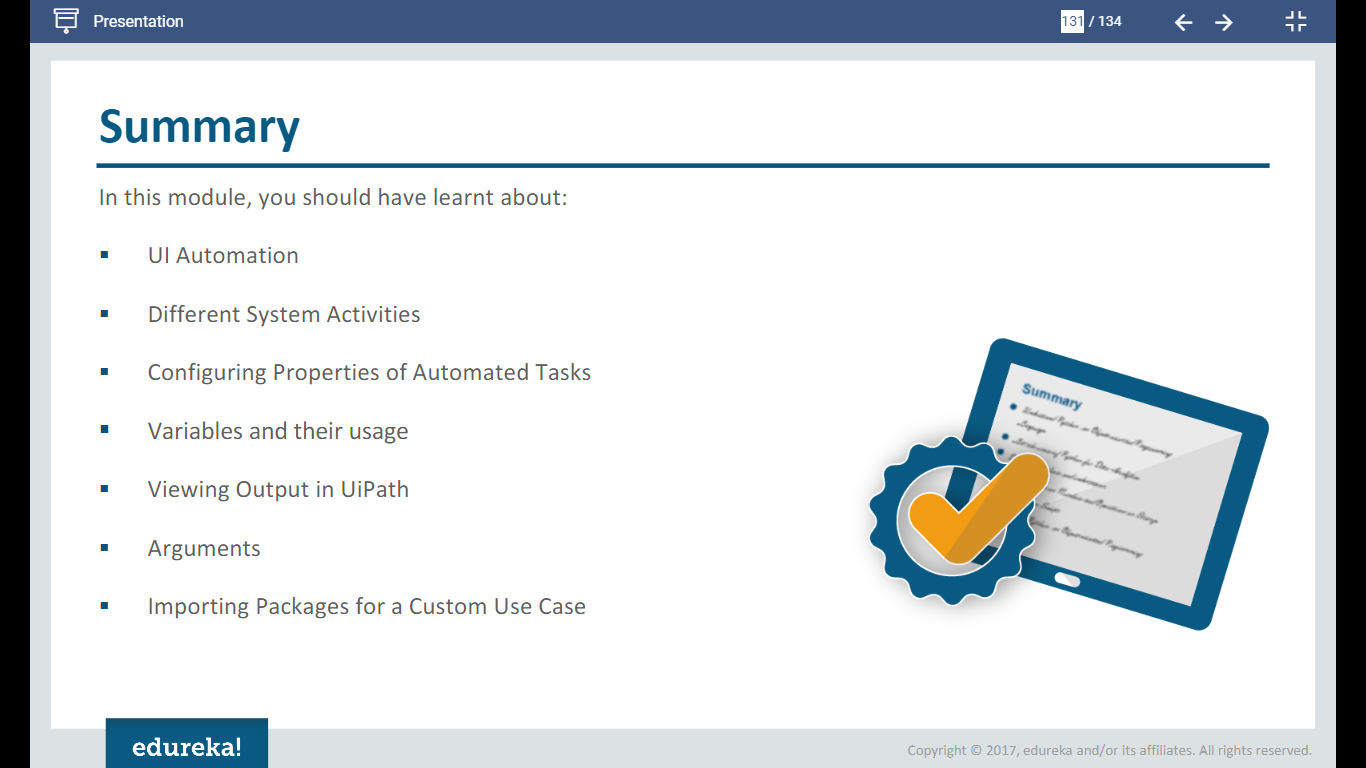 Presentation
131 / 134
Summary
In this module, you should have learnt about:
▪ UI Automation
▪ Different System Activities
▪ Configuring Properties of Automated Tasks
▪ Variables and their usage
▪ Viewing Output in UiPath
▪ Arguments
▪ Importing Packages for a Custom Use Case
Summary
edureka!
Copyright © 2017, edureka and/or its affiliates. All rights reserved.